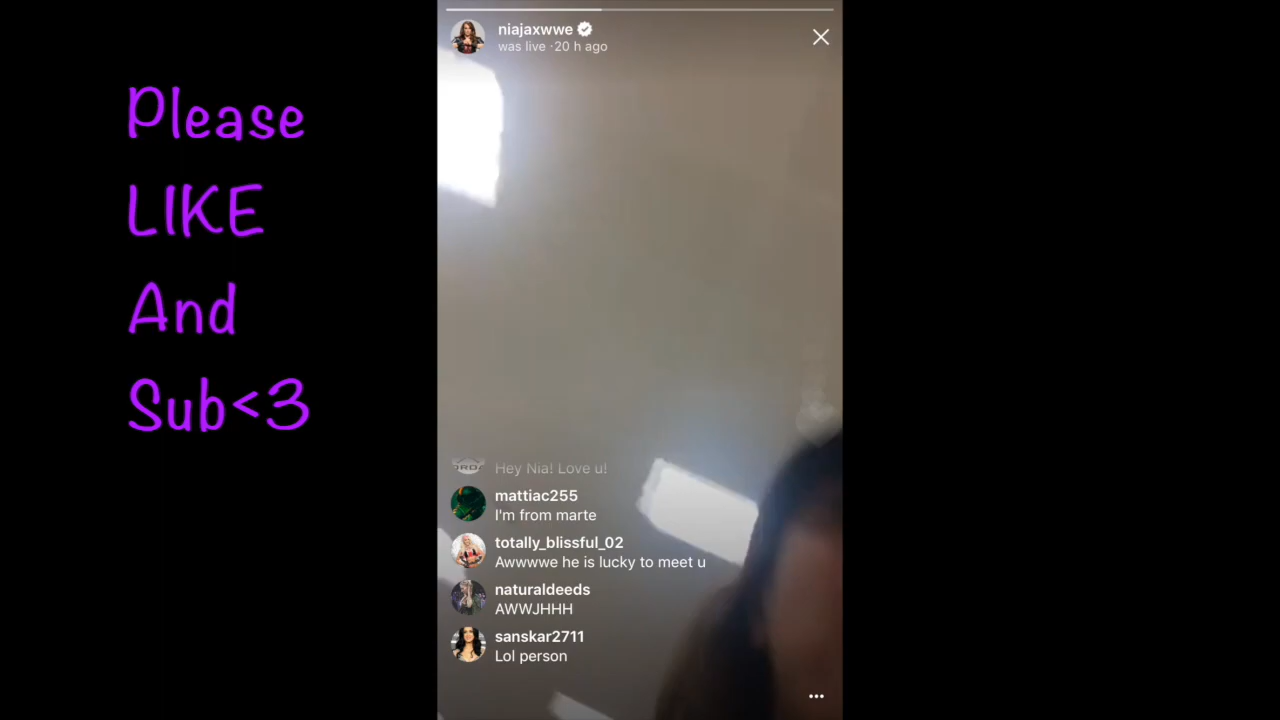 Please
LIKE
And
Sub<3
niajaxwwe
was live · 20 h ago
Hey Nia! Love u!
mattiac255
I'm from marte
totally_blissful_02
Awwwwe he is lucky to meet u
naturaldeeds
AWWJHHH
sanskar2711
Lol person